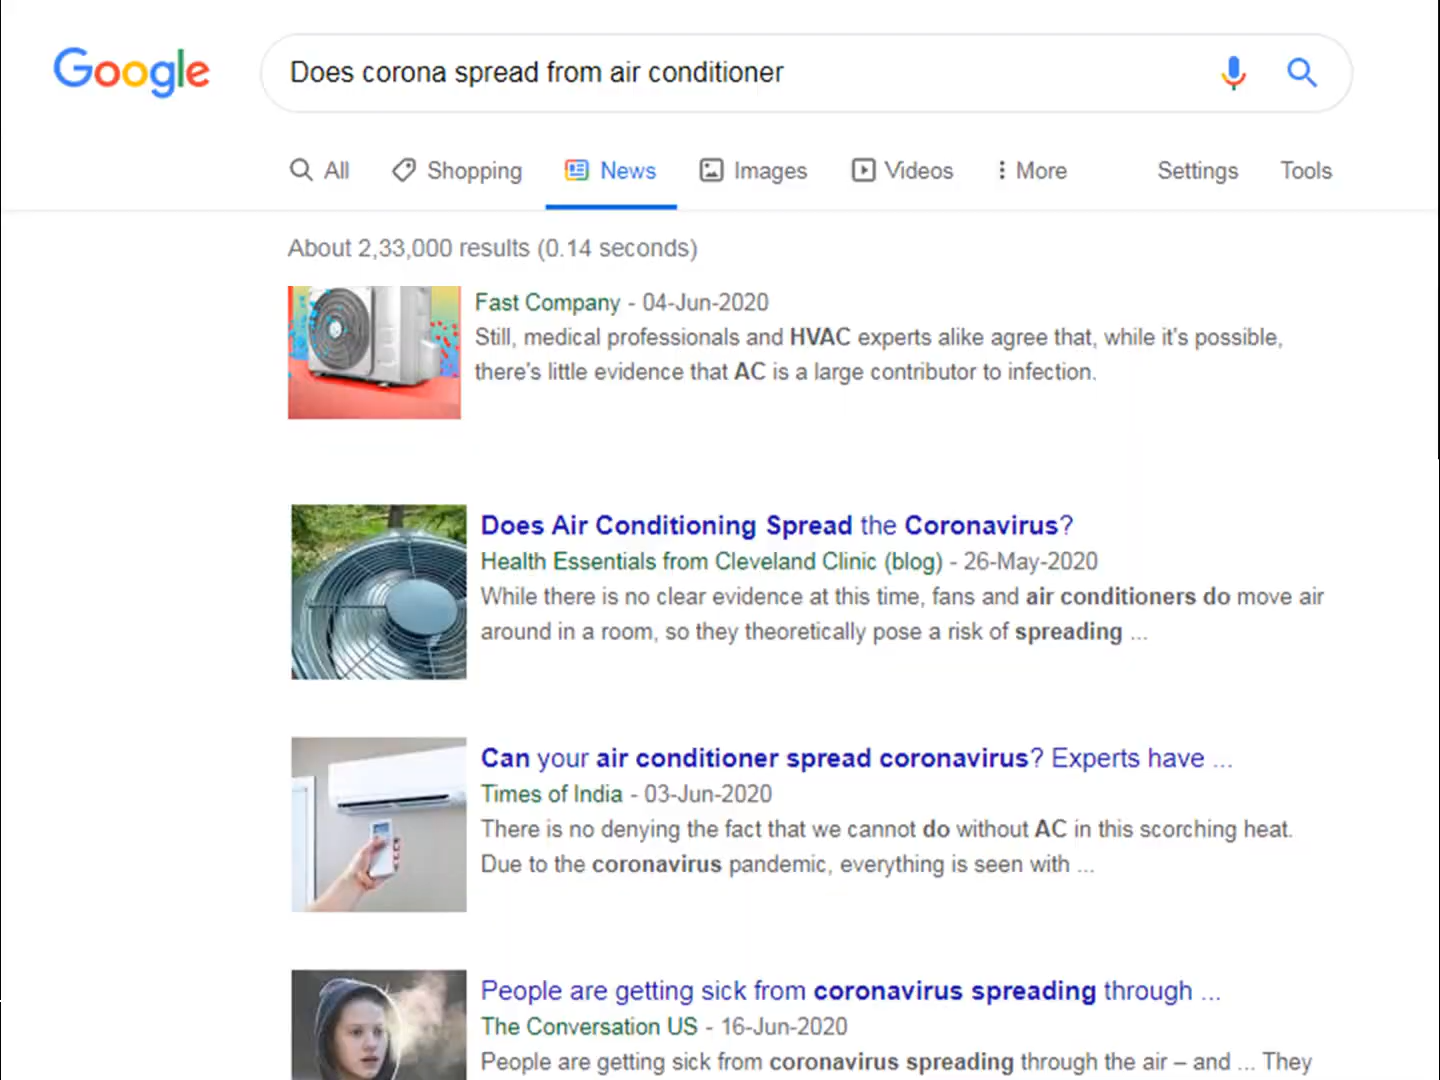 Google
Does corona spread from air conditioner
All Shopping News Images Videos More Settings Tools
About 2,33,000 results (0.14 seconds)
Fast Company - 04-Jun-2020
Still, medical professionals and HVAC experts alike agree that, while it's possible,
there's little evidence that AC is a large contributor to infection.
Does Air Conditioning Spread the Coronavirus?
Health Essentials from Cleveland Clinic (blog) - 26-May-2020
While there is no clear evidence at this time, fans and air conditioners do move air
around in a room, so they theoretically pose a risk of spreading ...
Can your air conditioner spread coronavirus? Experts have ...
Times of India - 03-Jun-2020
There is no denying the fact that we cannot do without AC in this scorching heat.
Due to the coronavirus pandemic, everything is seen with ...
People are getting sick from coronavirus spreading through ...
The Conversation US - 16-Jun-2020
People are getting sick from coronavirus spreading through the air – and ... They